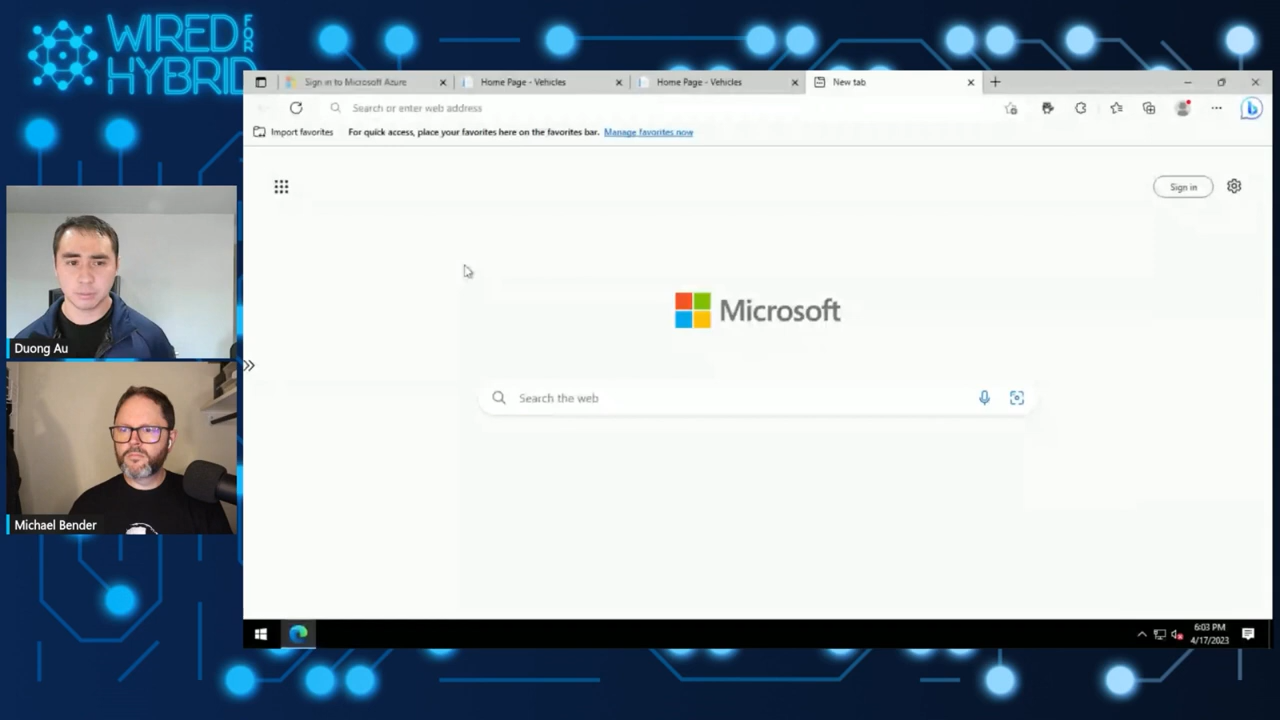 WIRED FOR
HYBRID
Sign in to Microsoft Azure
Home Page - Vehicles
Home Page - Vehicles
New tab
Search or enter web address
Import favorites
For quick access, place your favorites here on the favorites bar. Manage favorites now
Sign in
Microsoft
Search the web
Duong Au
Michael Bender
6:03 PM
4/17/2023